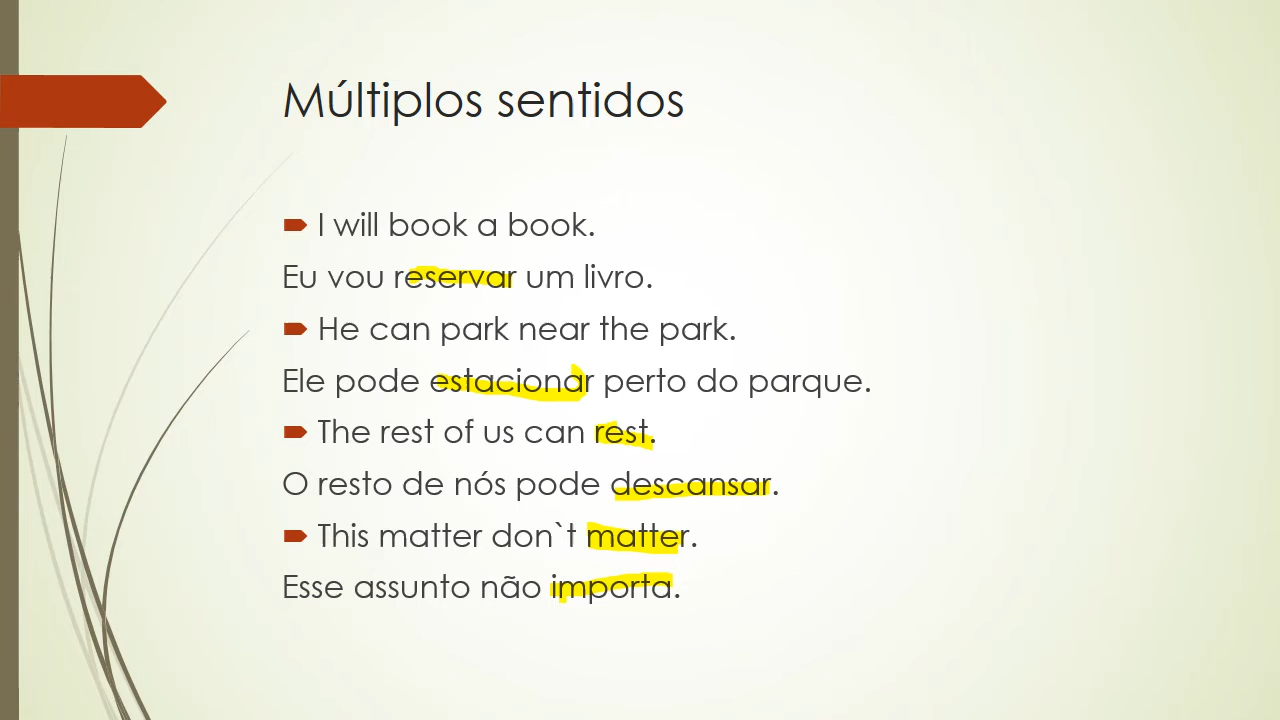 Múltiplos sentidos
I will book a book.
Eu vou reservar um livro.
He can park near the park.
Ele pode estacionar perto do parque.
The rest of us can rest.
O resto de nós pode descansar.
This matter don`t matter.
Esse assunto não importa.